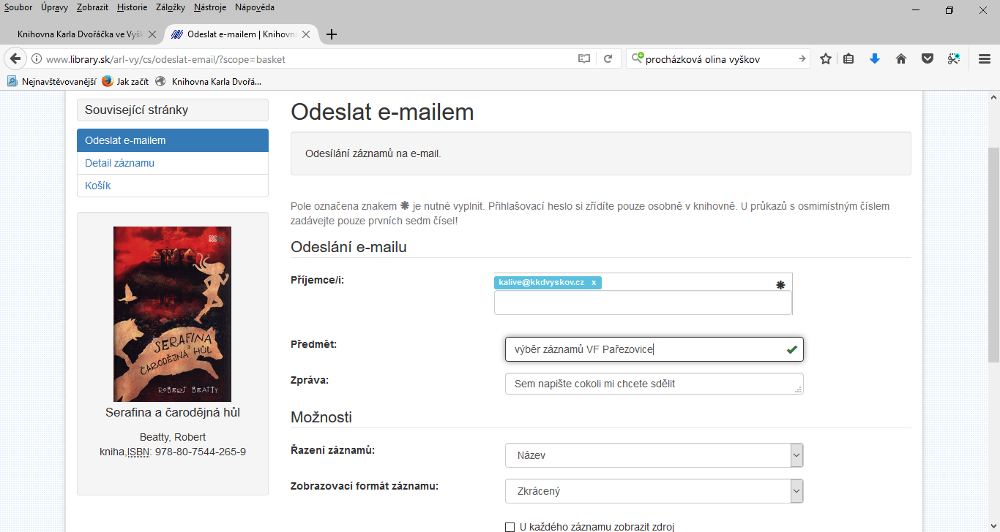 Soubor Úpravy Zobrazit Historie Záložky Nástroje Nápověda
Knihovna Karla Dvořáčka ve Vyšk
Odeslat e-mailem | Knihovna
www.library.sk/arl-vy/cs/odeslat-email/?scope=basket
procházková olina vyškov
Nejnavštěvovanější Jak začít Knihovna Karla Dvořá...
Související stránky
Odeslat e-mailem
Detail záznamu
Košík
SERAFINA
A
ČARODĚJNÁ HŮL
ROBERT BEATTY
Serafina a čarodějná hůl
Beatty, Robert
kniha,ISBN: 978-80-7544-265-9
Odeslat e-mailem
Odesílání záznamů na e-mail.
Pole označena znakem ✱ je nutné vyplnit. Přihlašovací heslo si zřídíte pouze osobně v knihovně. U průkazů s osmimístným číslem
zadávejte pouze prvních sedm čísel!
Odeslání e-mailu
Příjemce/i:
kalive@kkdvyskov.cz x
Předmět:
výběr záznamů VF Pařezovice
Zpráva:
Sem napište cokoli mi chcete sdělit
Možnosti
Řazení záznamů:
Název
Zobrazovací formát záznamu:
Zkrácený
U každého záznamu zobrazit zdroj